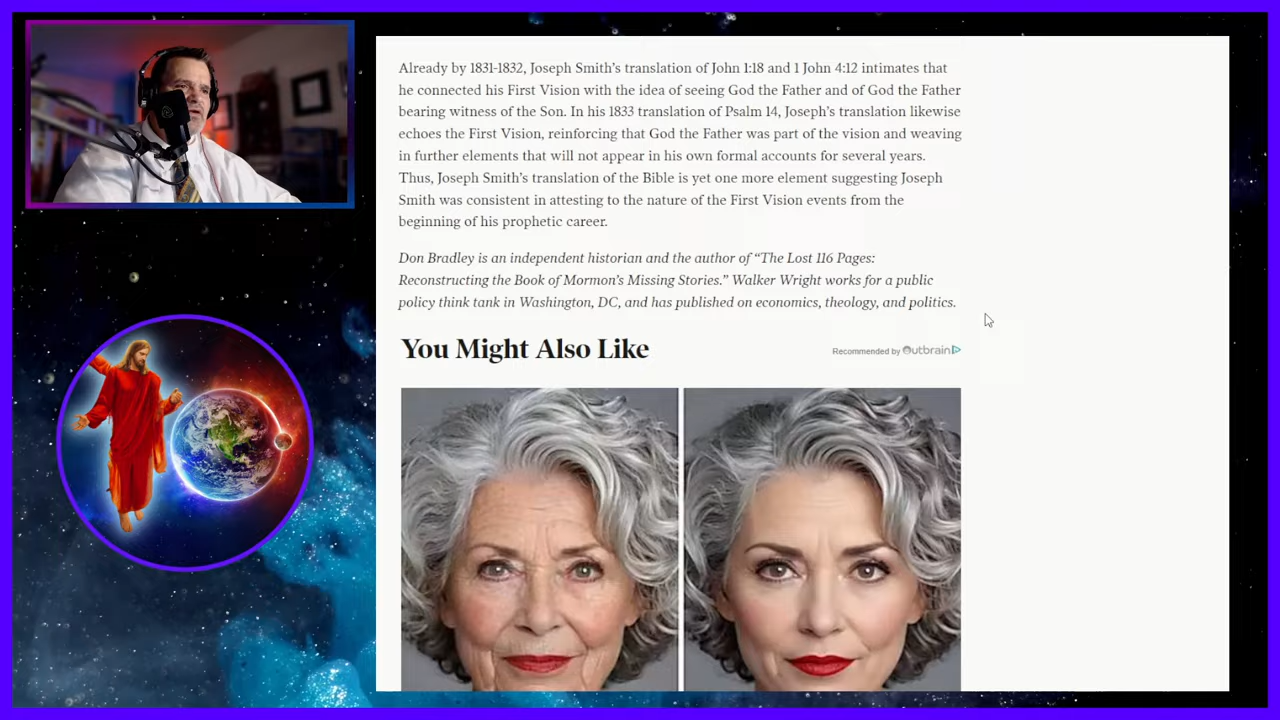 Already by 1831-1832, Joseph Smith’s translation of John 1:18 and 1 John 4:12 intimates that
he connected his First Vision with the idea of seeing God the Father and of God the Father
bearing witness of the Son. In his 1833 translation of Psalm 14, Joseph’s translation likewise
echoes the First Vision, reinforcing that God the Father was part of the vision and weaving
in further elements that will not appear in his own formal accounts for several years.
Thus, Joseph Smith’s translation of the Bible is yet one more element suggesting Joseph
Smith was consistent in attesting to the nature of the First Vision events from the
beginning of his prophetic career.
Don Bradley is an independent historian and the author of “The Lost 116 Pages:
Reconstructing the Book of Mormon’s Missing Stories.” Walker Wright works for a public
policy think tank in Washington, DC, and has published on economics, theology, and politics.
You Might Also Like
Recommended by Outbrain